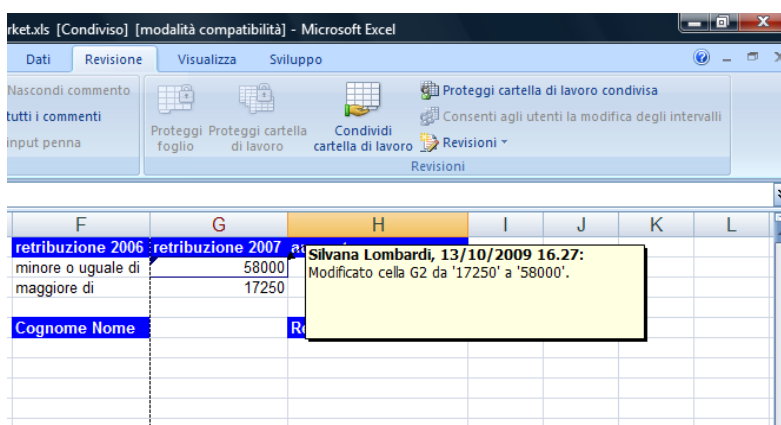 rket.xls [Condiviso] [modalità compatibilità] - Microsoft Excel
Dati Revisione Visualizza Sviluppo
Nascondi commento
tutti i commenti
input penna
Proteggi foglio
Proteggi cartella di lavoro
Condividi cartella di lavoro
Proteggi cartella di lavoro condivisa
Consenti agli utenti la modifica degli intervalli
Revisioni
Revisioni
F G H I J K L
retribuzione 2006 retribuzione 2007
minore o uguale di 58000
maggiore di 17250
Silvana Lombardi, 13/10/2009 16.27:
Modificato cella G2 da '17250' a '58000'.
Cognome Nome